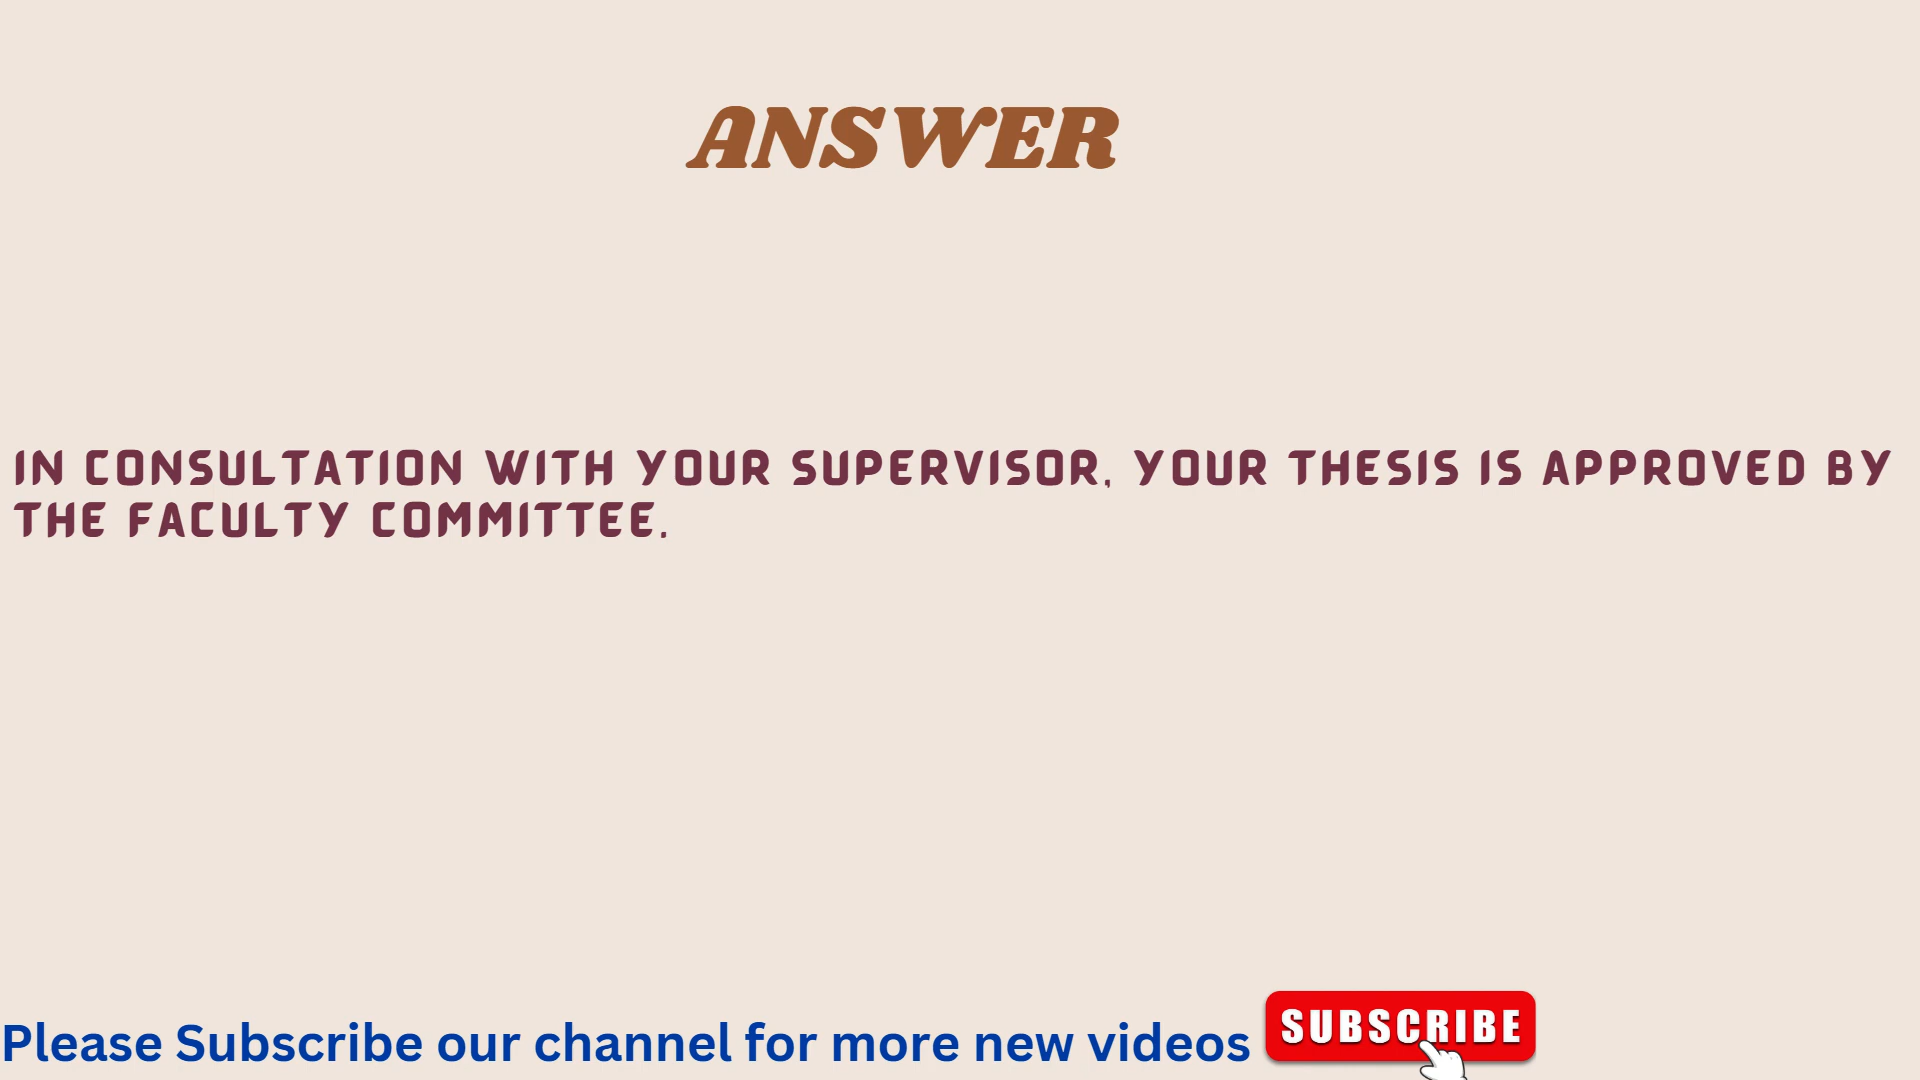 ANSWER
IN CONSULTATION WITH YOUR SUPERVISOR, YOUR THESIS IS APPROVED BY
THE FACULTY COMMITTEE.
Please Subscribe our channel for more new videos
SUBSCRIBE